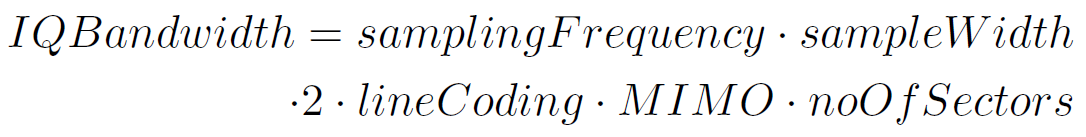 IQBandwidth = samplingFrequency · sampleWidth
·2 · lineCoding · MIMO · noOfSectors